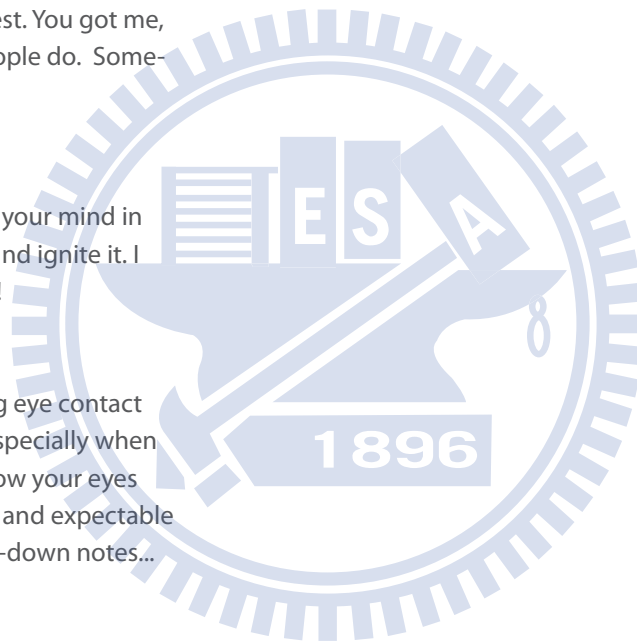 est. You got me,
ople do. Some-
your mind in
nd ignite it. I
!
g eye contact
specially when
ow your eyes
and expectable
-down notes...
E S A
1896